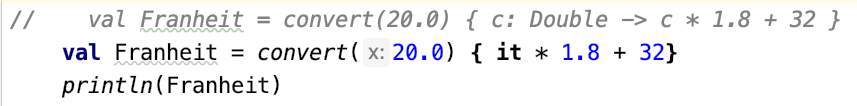 //    val Franheit = convert(20.0) { c: Double -> c * 1.8 + 32 }
val Franheit = convert( x: 20.0) { it * 1.8 + 32}
println(Franheit)